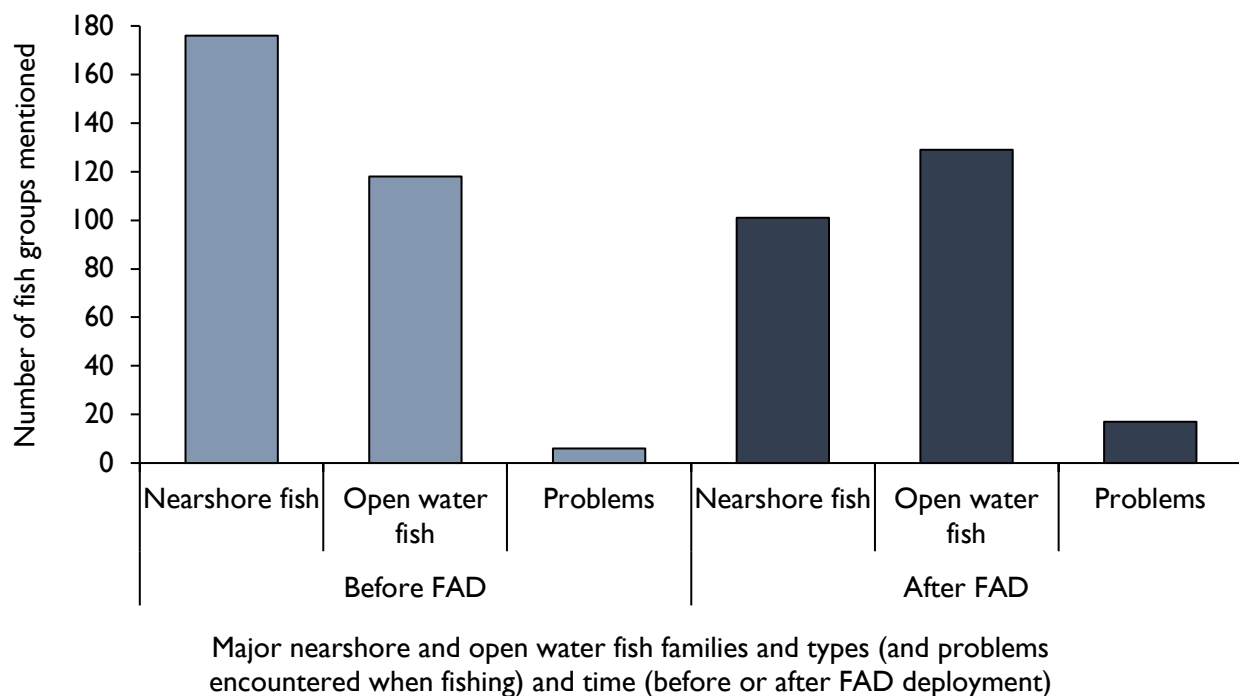 Number of fish groups mentioned
180
160
140
120
100
80
60
40
20
0
Nearshore fish
Open water
fish
Problems
Nearshore fish
Open water
fish
Problems
Before FAD
After FAD
Major nearshore and open water fish families and types (and problems
encountered when fishing) and time (before or after FAD deployment)